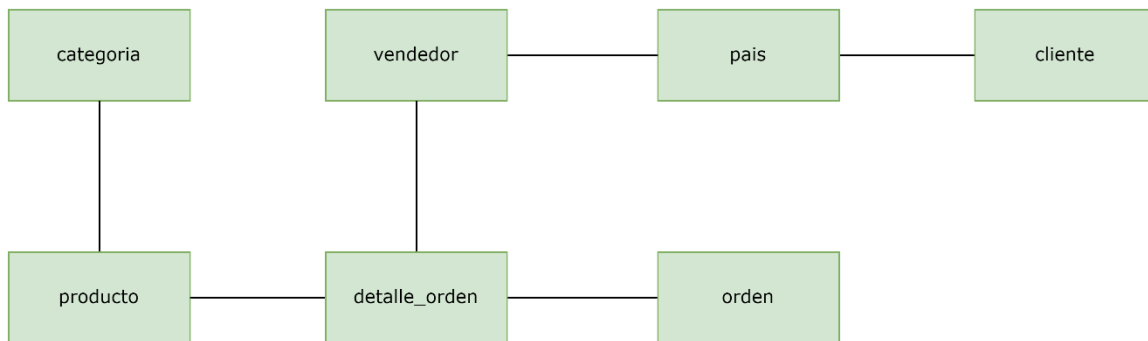 categoria
vendedor
pais
cliente
producto
detalle_orden
orden